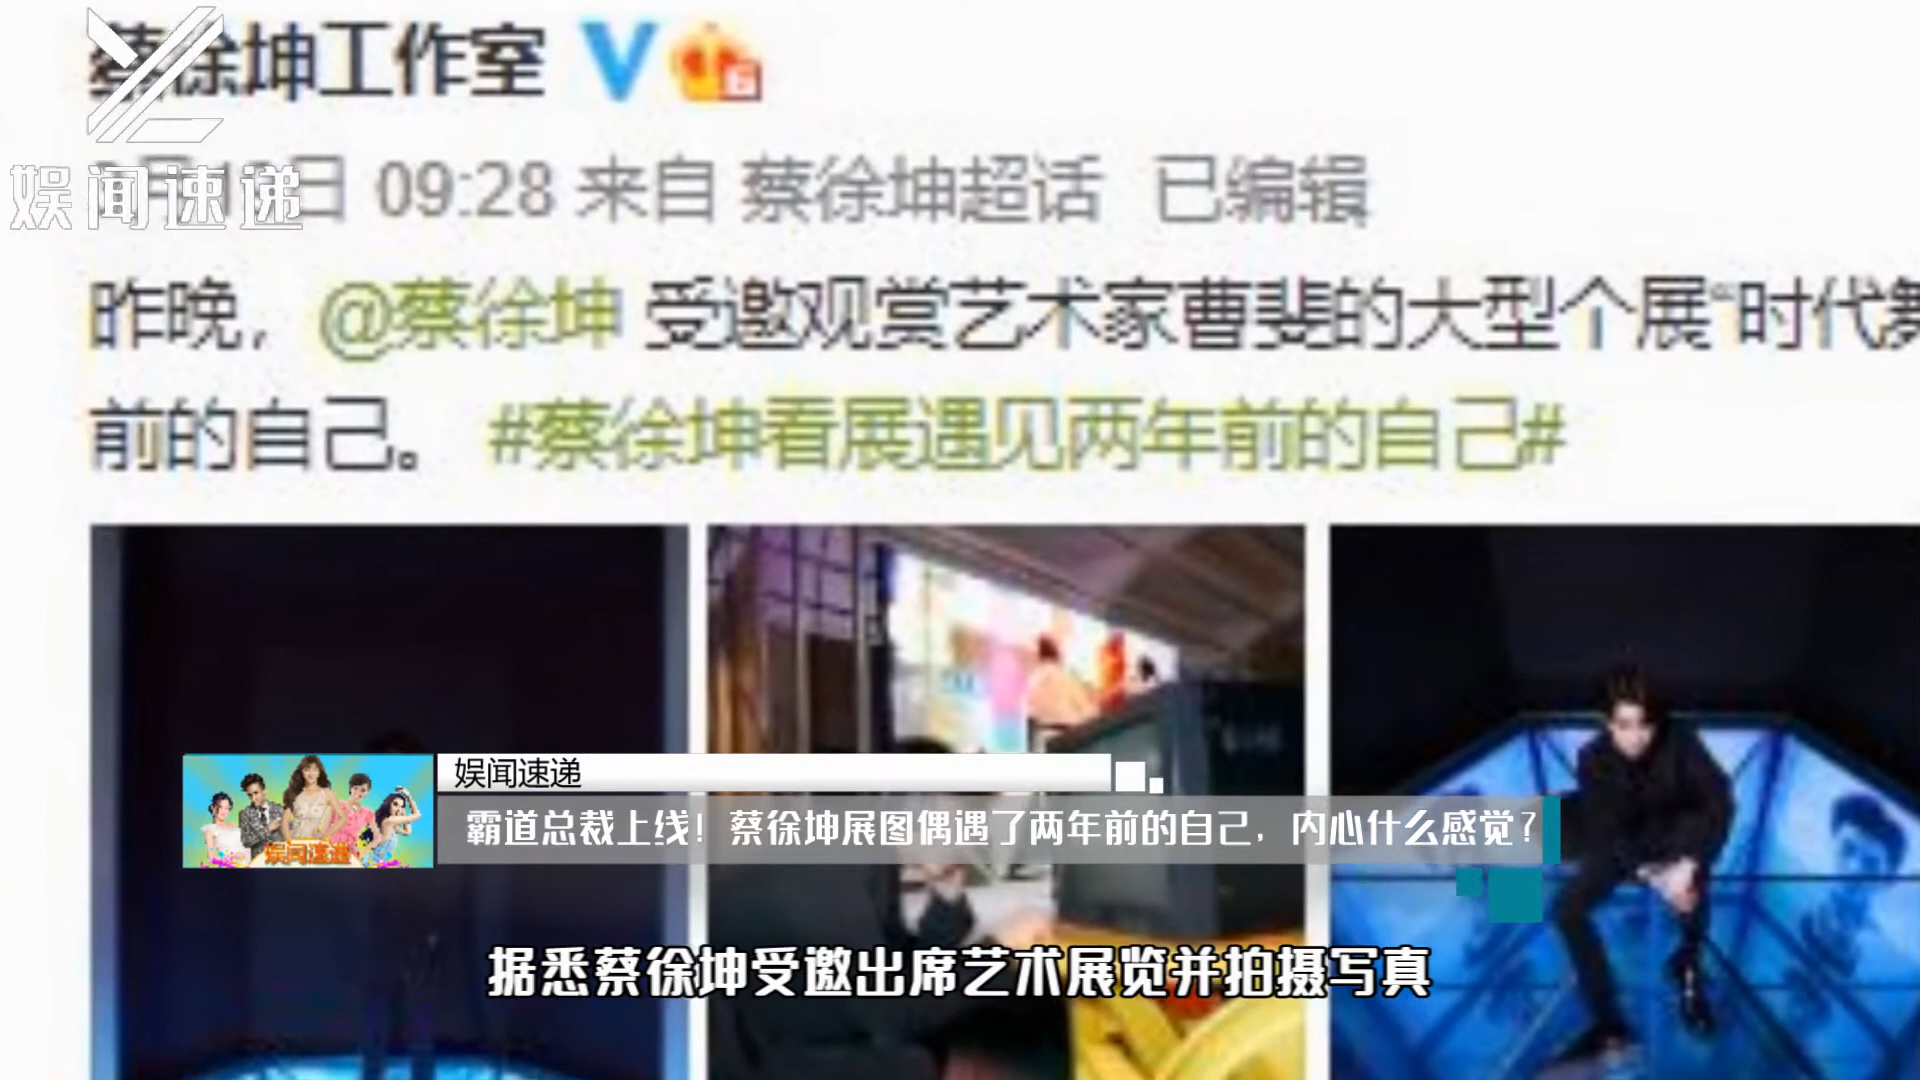 蔡徐坤工作室
娱闻速递
日 09:28 来自 蔡徐坤超话 已编辑
昨晚，@蔡徐坤 受邀观赏艺术家曹斐的大型个展“时代舞
前的自己。 #蔡徐坤看展遇见两年前的自己#
娱闻速递
娱闻速递
霸道总裁上线！蔡徐坤展图偶遇了两年前的自己，内心什么感觉？
据悉蔡徐坤受邀出席艺术展览并拍摄写真